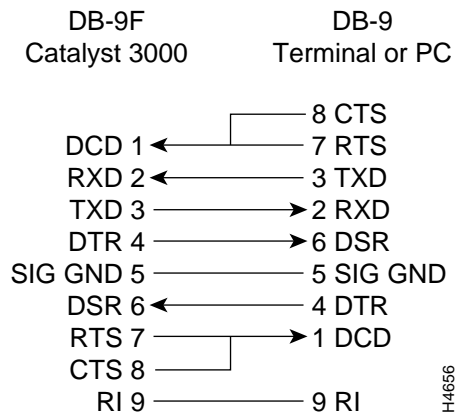 DB-9F DB-9
Catalyst 3000 Terminal or PC
8 CTS
DCD 1 7 RTS
RXD 2 3 TXD
TXD 3 2 RXD
DTR 4 6 DSR
SIG GND 5 5 SIG GND
DSR 6 4 DTR
RTS 7 1 DCD
CTS 8
RI 9 9 RI
H4656